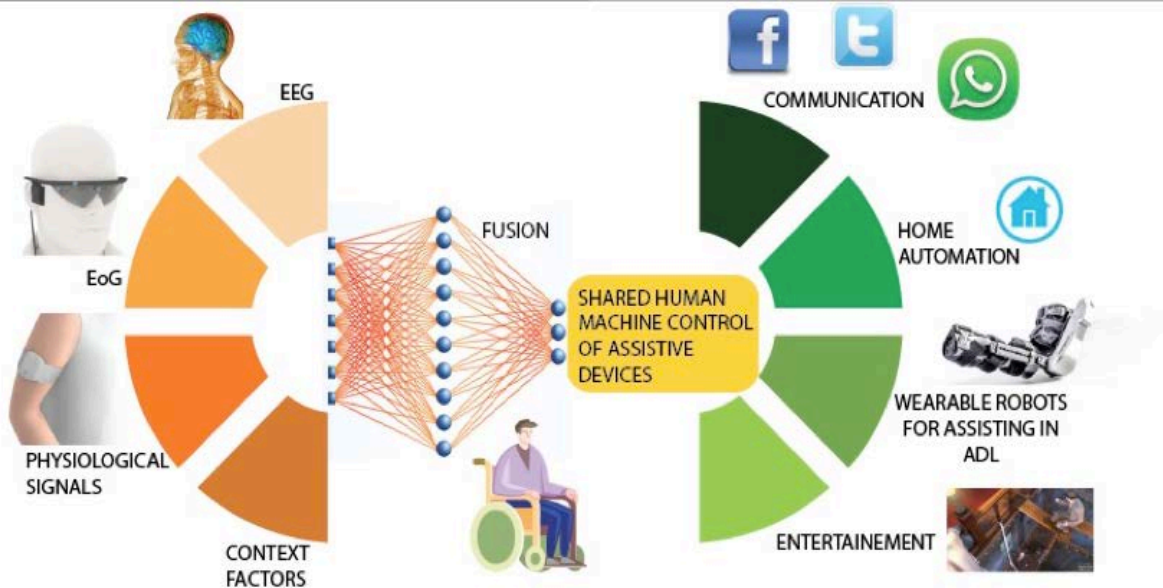 EEG
EoG
PHYSIOLOGICAL
SIGNALS
CONTEXT
FACTORS
FUSION
SHARED HUMAN
MACHINE CONTROL
OF ASSISTIVE
DEVICES
f
t
COMMUNICATION
HOME
AUTOMATION
WEARABLE ROBOTS
FOR ASSISTING IN
ADL
ENTERTAINEMENT